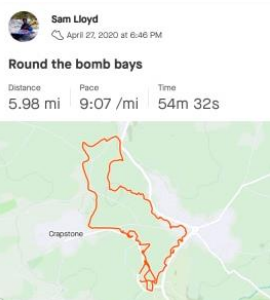 Sam Lloyd
April 27, 2020 at 6:46 PM
Round the bomb bays
Distance Pace Time
5.98 mi 9:07 /mi 54m 32s
Crapstone